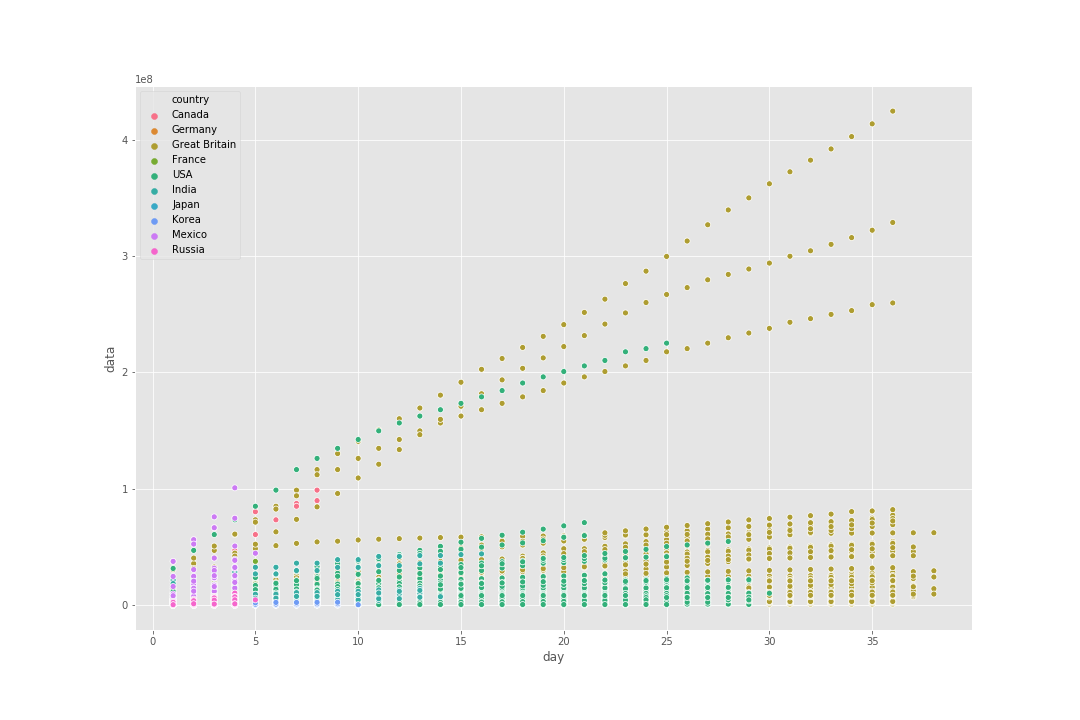 1e8
country
Canada
Germany
Great Britain
France
USA
India
Japan
Korea
Mexico
Russia
4
3
2
1
0
data
0 5 10 15 20 25 30 35
day